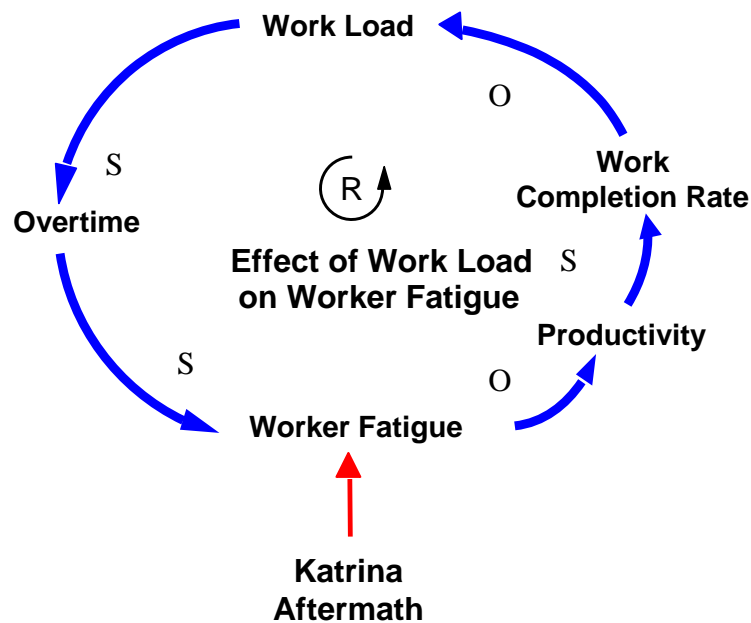 Work Load
O
S
Work
Completion Rate
R
Overtime
Effect of Work Load
on Worker Fatigue
S
Productivity
S
O
Worker Fatigue
Katrina
Aftermath